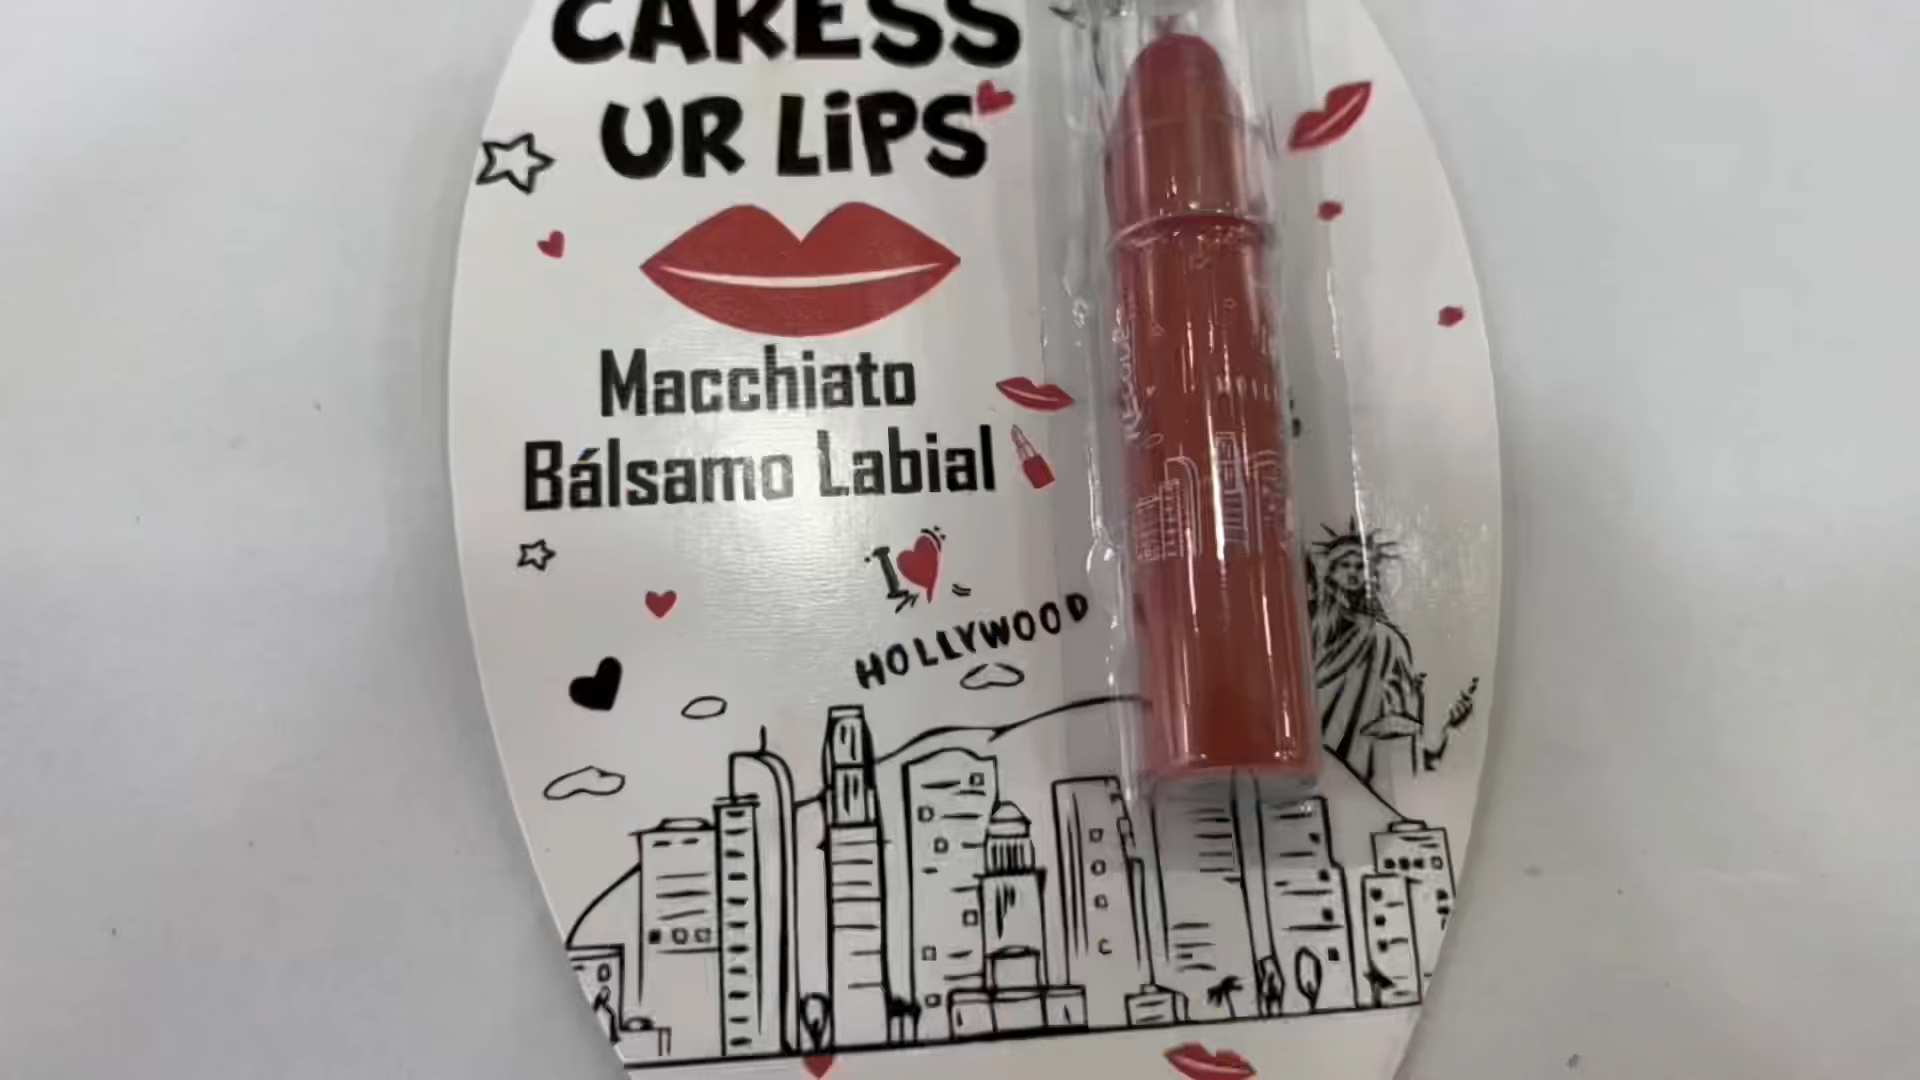 CARESS
UR LiPS
Macchiato
Bálsamo Labial
I
HOLLYWOOD